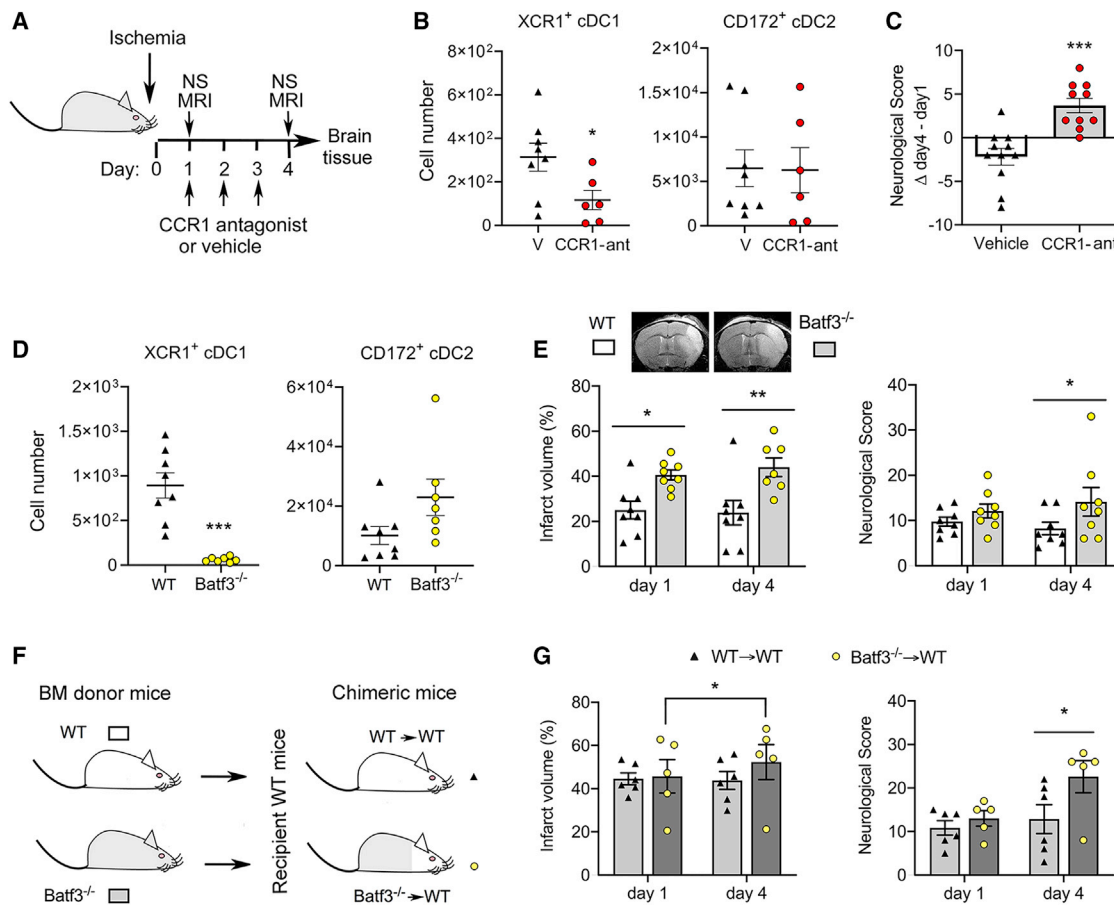 A
Ischemia
NS NS
MRI MRI
Brain
tissue
Day: 0 1 2 3 4
CCR1 antagonist
or vehicle
B
XCR1⁺ cDC1
Cell number
8×10²
6×10²
4×10²
2×10²
0
*
V CCR1-ant
CD172⁺ cDC2
2×10⁴
1.5×10⁴
1×10⁴
5×10³
0
V CCR1-ant
C
Neurological Score
Δ day4 - day1
10
5
0
-5
-10
***
Vehicle CCR1-ant
D
XCR1⁺ cDC1
Cell number
2×10³
1.5×10³
1×10³
5×10²
0
***
WT Batf3⁻/⁻
CD172⁺ cDC2
6×10⁴
4×10⁴
2×10⁴
0
WT Batf3⁻/⁻
E
WT Batf3⁻/⁻
Infarct volume (%)
80
60
40
20
0
* **
day 1 day 4
Neurological Score
40
30
20
10
0
*
day 1 day 4
F
BM donor mice
WT
Batf3⁻/⁻
Recipient WT mice
Chimeric mice
WT→WT
Batf3⁻/⁻→WT
G
WT→WT Batf3⁻/⁻→WT
Infarct volume (%)
80
60
40
20
0
*
day 1 day 4
Neurological Score
40
30
20
10
0
*
day 1 day 4